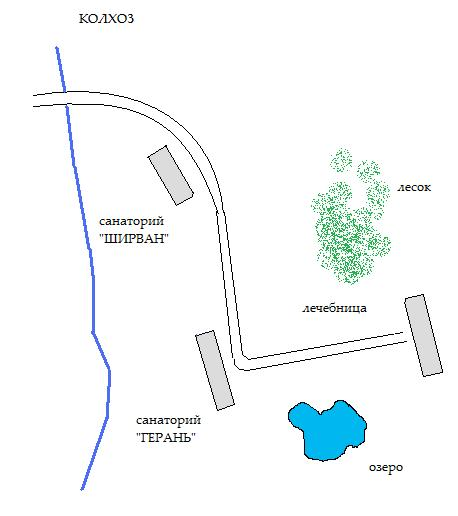 КОЛХОЗ
лесок
санаторий
"ШИРВАН"
лечебница
санаторий
"ГЕРАНЬ"
озеро